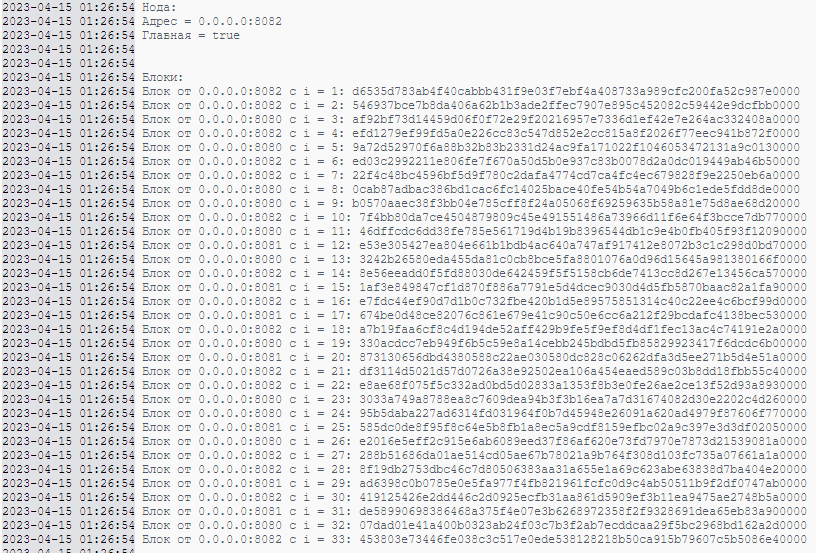 2023-04-15 01:26:54 Нода:
2023-04-15 01:26:54 Адрес = 0.0.0.0:8082
2023-04-15 01:26:54 Главная = true
2023-04-15 01:26:54
2023-04-15 01:26:54
2023-04-15 01:26:54 Блоки:
2023-04-15 01:26:54 Блок от 0.0.0.0:8082 с i = 1: d6535d783ab4f40cabbb431f9e03f7ebf4a408733a989cfc200fa52c987e0000
2023-04-15 01:26:54 Блок от 0.0.0.0:8082 с i = 2: 546937bce7b8da406a62b1b3ade2ffec7907e895c452082c59442e9dcfbb0000
2023-04-15 01:26:54 Блок от 0.0.0.0:8080 с i = 3: af92bf73d14459d06f0f72e29f20216957e7336d1ef42e7e264ac332408a0000
2023-04-15 01:26:54 Блок от 0.0.0.0:8082 с i = 4: efd1279ef99fd5a0e226cc83c547d852e2cc815a8f2026f77eec941b872f0000
2023-04-15 01:26:54 Блок от 0.0.0.0:8080 с i = 5: 9a72d52970f6a88b32b83b2331d24ac9fa171022f1046053472131a9c0130000
2023-04-15 01:26:54 Блок от 0.0.0.0:8082 с i = 6: ed03c2992211e806fe7f670a50d5b0e937c83b0078d2a0dc019449ab46b50000
2023-04-15 01:26:54 Блок от 0.0.0.0:8082 с i = 7: 22f4c48bc4596bf5d9f780c2dafa4774cd7ca4fc4ec679828f9e2250eb6a0000
2023-04-15 01:26:54 Блок от 0.0.0.0:8080 с i = 8: 0cab87adbac386bd1cac6fc14025bace40fe54b54a7049b6c1ede5fdd8de0000
2023-04-15 01:26:54 Блок от 0.0.0.0:8080 с i = 9: b0570aaec38f3bb04e785cff8f24a05068f69259635b58a81e75d8ae68d20000
2023-04-15 01:26:54 Блок от 0.0.0.0:8082 с i = 10: 7f4bb80da7ce4504879809c45e491551486a73966d11f6e64f3bcce7db770000
2023-04-15 01:26:54 Блок от 0.0.0.0:8080 с i = 11: 46dffcdc6dd38fe785e561719d4b19b8396544db1c9e4b0fb405f93f12090000
2023-04-15 01:26:54 Блок от 0.0.0.0:8081 с i = 12: e53e305427ea804e661b1bdb4ac640a747af917412e8072b3c1c298d0bd70000
2023-04-15 01:26:54 Блок от 0.0.0.0:8080 с i = 13: 3242b26580eda455da81c0cb8bce5fa8801076a0d96d15645a981380166f0000
2023-04-15 01:26:54 Блок от 0.0.0.0:8082 с i = 14: 8e56eeadd0f5fd88030de642459f5f5158cb6de7413cc8d267e13456ca570000
2023-04-15 01:26:54 Блок от 0.0.0.0:8081 с i = 15: 1af3e849847cf1d870f886a7791e5d4dcec9030d4d5fb5870baac82a1fa90000
2023-04-15 01:26:54 Блок от 0.0.0.0:8082 с i = 16: e7fdc44ef90d7d1b0c732fbe420b1d5e89575851314c40c22ee4c6bcf99d0000
2023-04-15 01:26:54 Блок от 0.0.0.0:8081 с i = 17: 674be0d48ce82076c861e679e41c90c50e6cc6a212f29bcdafc4138bec530000
2023-04-15 01:26:54 Блок от 0.0.0.0:8082 с i = 18: a7b19faa6cf8c4d194de52aff429b9fe5f9ef8d4df1fec13ac4c74191e2a0000
2023-04-15 01:26:54 Блок от 0.0.0.0:8080 с i = 19: 330acdcc7eb949f6b5c59e8a14cebb245bdbd5fb85829923417f6dcdc6b00000
2023-04-15 01:26:54 Блок от 0.0.0.0:8081 с i = 20: 873130656dbd4380588c22ae030580dc828c06262dfa3d5ee271b5d4e51a0000
2023-04-15 01:26:54 Блок от 0.0.0.0:8082 с i = 21: df3114d5021d57d0726a38e92502ea106a454eaed589c03b8dd18fbb55c40000
2023-04-15 01:26:54 Блок от 0.0.0.0:8082 с i = 22: e8ae68f075f5c332ad0bd5d02833a1353f8b3e0fe26ae2ce13f52d93a8930000
2023-04-15 01:26:54 Блок от 0.0.0.0:8080 с i = 23: 3033a749a8788ea8c7609dea94b3f3b16ea7a7d31674082d30e2202c4d260000
2023-04-15 01:26:54 Блок от 0.0.0.0:8080 с i = 24: 95b5daba227ad6314fd031964f0b7d45948e26091a620ad4979f87606f770000
2023-04-15 01:26:54 Блок от 0.0.0.0:8081 с i = 25: 585dc0de8f95f8c64e5b8fb1a8ec5a9cdf8159efbc02a9c397e3d3df02050000
2023-04-15 01:26:54 Блок от 0.0.0.0:8080 с i = 26: e2016e5eff2c915e6ab6089eed37f86af620e73fd7970e7873d21539081a0000
2023-04-15 01:26:54 Блок от 0.0.0.0:8082 с i = 27: 288b51686da01ae514cd05ae67b78021a9b764f308d103fc735a07661a1a0000
2023-04-15 01:26:54 Блок от 0.0.0.0:8082 с i = 28: 8f19db2753dbc46c7d80506383aa31a655e1a69c623abe63838d7ba404e20000
2023-04-15 01:26:54 Блок от 0.0.0.0:8081 с i = 29: ad6398c0b0785e0e5fa977f4fb821961fcfc0d9c4ab50511b9f2df0747ab0000
2023-04-15 01:26:54 Блок от 0.0.0.0:8082 с i = 30: 419125426e2dd446c2d0925ecfb31aa861d5909ef3b11ea9475ae2748b5a0000
2023-04-15 01:26:54 Блок от 0.0.0.0:8081 с i = 31: de58990698386468a375f4e07e3b6268972358f2f9328691dea65eb83a900000
2023-04-15 01:26:54 Блок от 0.0.0.0:8080 с i = 32: 07dad01e41a400b0323ab24f03c7b3f2ab7ecddcaa29f5bc2968bd162a2d0000
2023-04-15 01:26:54 Блок от 0.0.0.0:8082 с i = 33: 453803e73446fe038c3c517e0ede538128218b50ca915b79607c5b5086e40000